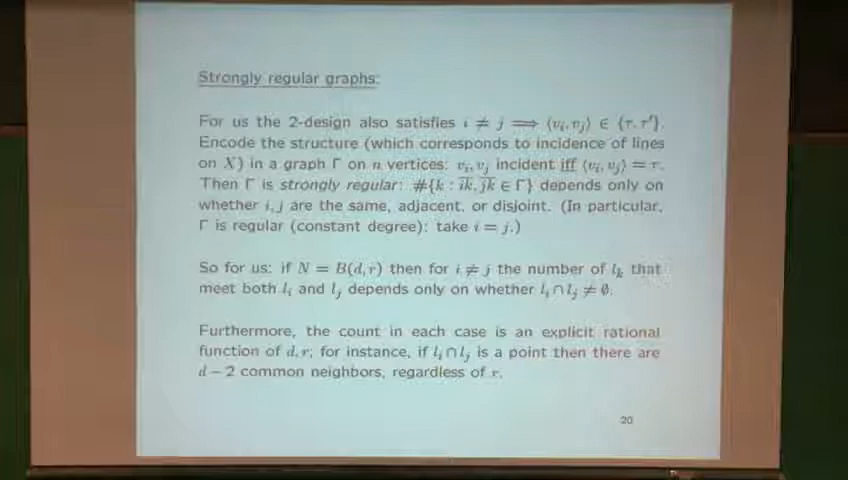 Strongly regular graphs:
For us the 2-design also satisfies i ≠ j ⟹ ⟨v_i, v_j⟩ ∈ {τ, τ′}.
Encode the structure (which corresponds to incidence of lines
on X) in a graph Γ on n vertices: v_i, v_j incident iff ⟨v_i, v_j⟩ = τ.
Then Γ is strongly regular: #{k : ik, jk ∈ Γ} depends only on
whether i, j are the same, adjacent, or disjoint. (In particular,
Γ is regular (constant degree): take i = j.)
So for us: if N = B(d, r) then for i ≠ j the number of l_k that
meet both l_i and l_j depends only on whether l_i ∩ l_j ≠ ∅.
Furthermore, the count in each case is an explicit rational
function of d, r; for instance, if l_i ∩ l_j is a point then there are
d − 2 common neighbors, regardless of r.
20